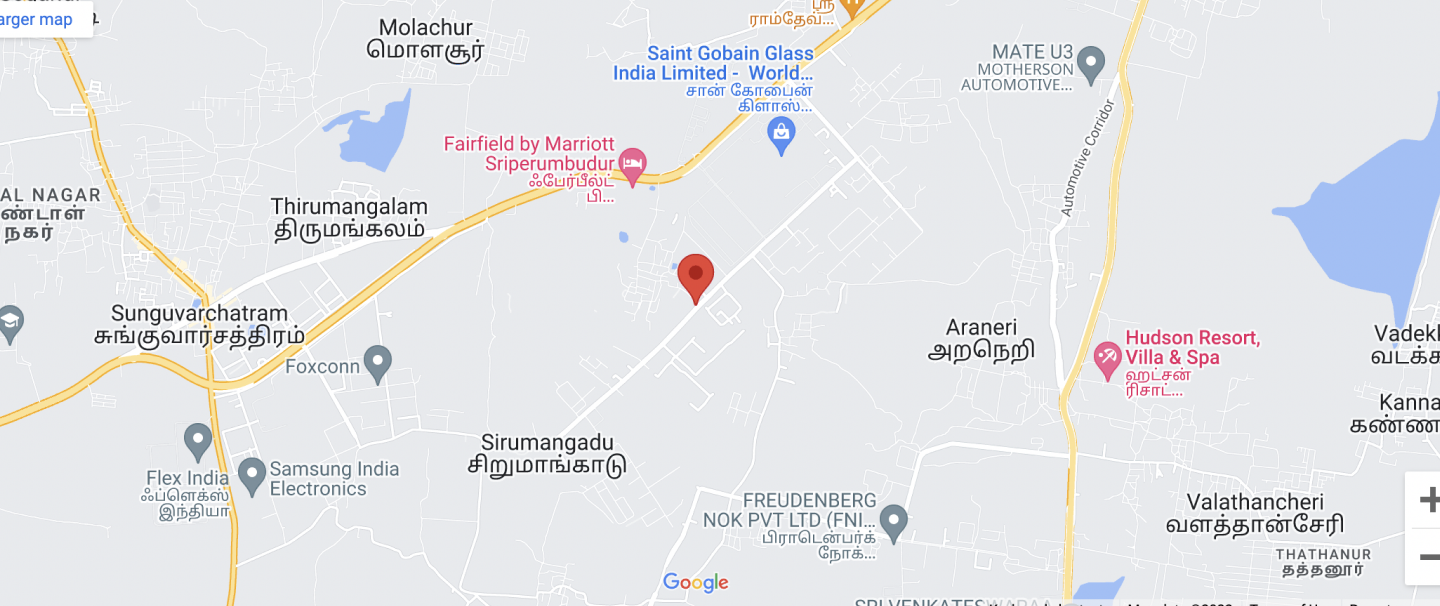 arger map
Molachur
மொளசூர்
ஸ்ரீ
ராம்தேவ்...
Saint Gobain Glass
India Limited - World...
சான் கோபைன்
கிளாஸ்...
MATE U3
MOTHERSON
AUTOMOTIVE...
Automotive Corridor
Fairfield by Marriott
Sriperumbudur
ஃபேர்பீல்ட்
பி...
AL NAGAR
ண்டாள்
நகர்
Thirumangalam
திருமங்கலம்
Sunguvarchatram
சுங்குவார்சத்திரம்
Foxconn
Araneri
அறநெறி
Hudson Resort,
Villa & Spa
ஹட்சன்
ரிசாட்...
Vadekk
வடக்க
Kanna
கண்ண
Sirumangadu
சிறுமாங்காடு
Flex India
ஃப்ளெக்ஸ்
இந்தியா
Samsung India
Electronics
FREUDENBERG
NOK PVT LTD (FNI...
பிராடென்பர்க்
நோக்...
Valathancheri
வளத்தான்சேரி
THATHANUR
தத்தனூர்
Google